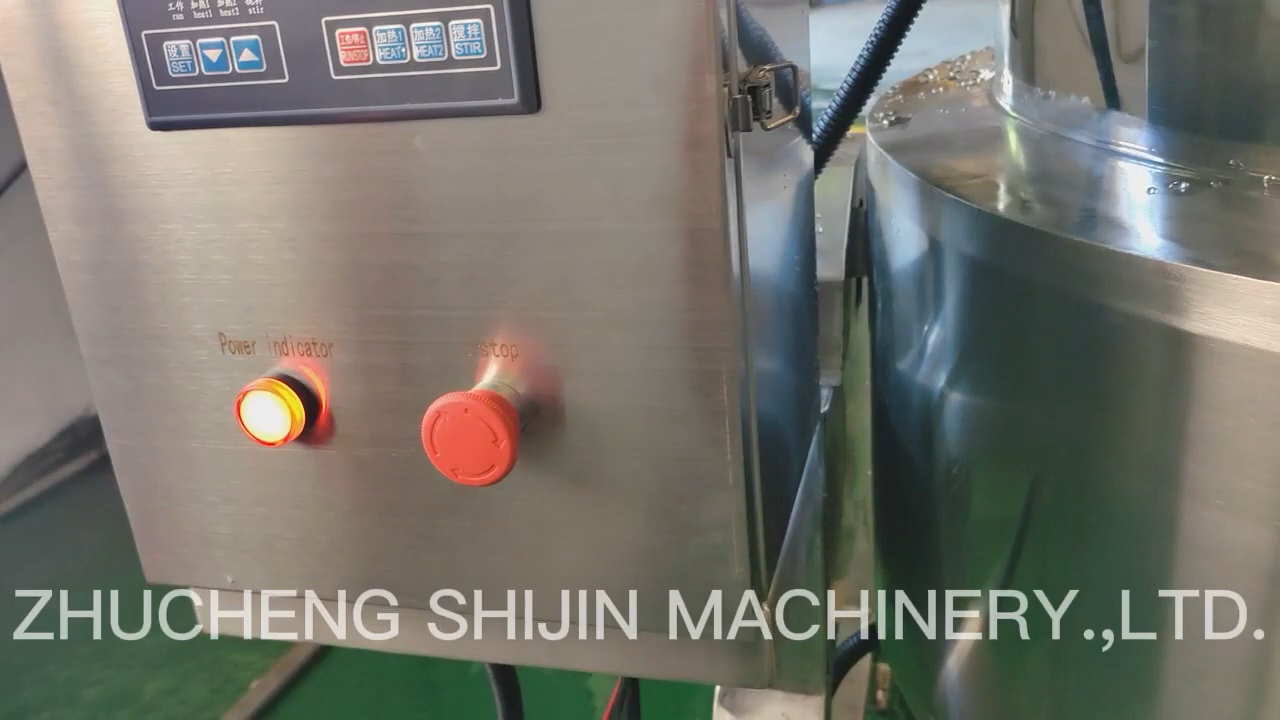 工作 加热1 加热2 搅拌
run heat1 heat2 stir
设置 SET
工作/停止 RUN/STOP
加热1 HEAT1
加热2 HEAT2
搅拌 STIR
Power indicator
stop
ZHUCHENG SHIJIN MACHINERY.,LTD.